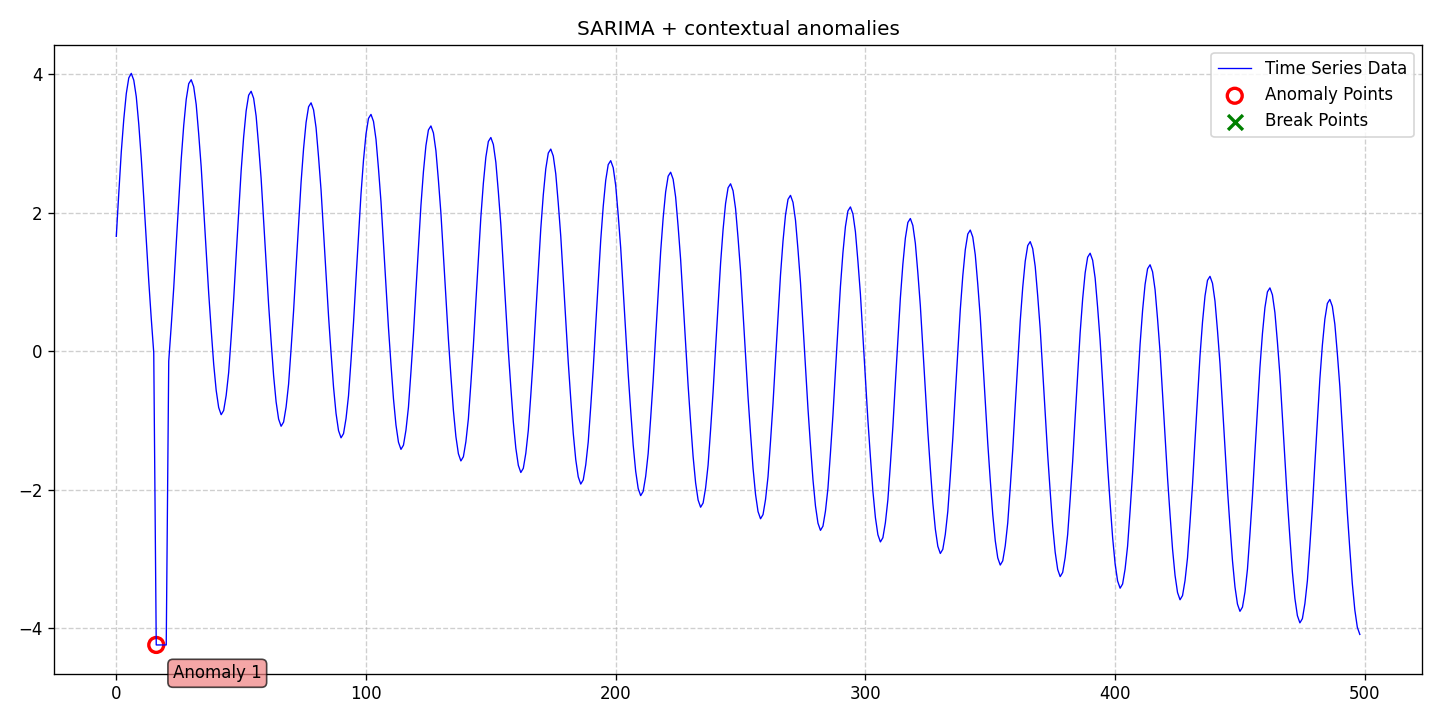 SARIMA + contextual anomalies
Time Series Data
Anomaly Points
Break Points
4
2
0
−2
−4
Anomaly 1
0
100
200
300
400
500